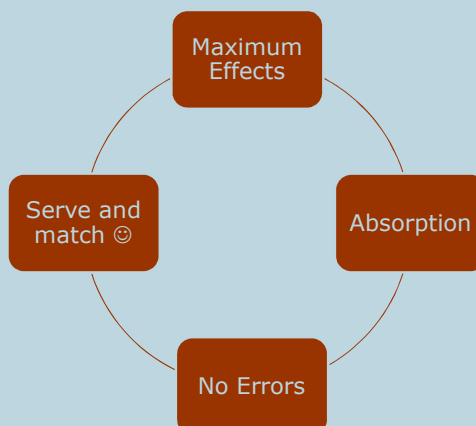 Maximum
Effects
Absorption
No Errors
Serve and
match ☺